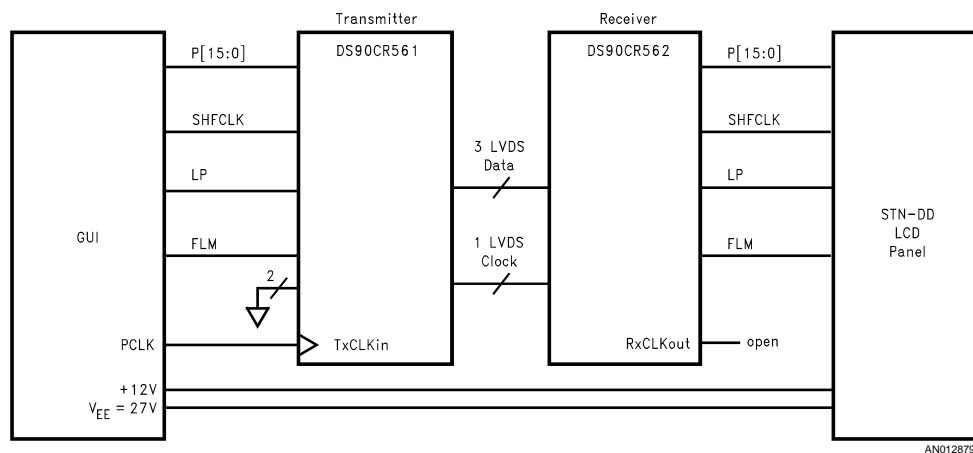 Transmitter
Receiver
DS90CR561
DS90CR562
P[15:0]
P[15:0]
SHFCLK
SHFCLK
3 LVDS
Data
LP
LP
STN-DD
LCD
Panel
GUI
FLM
FLM
1 LVDS
Clock
2
PCLK
TxCLKin
RxCLKout
open
+12V
VEE = 27V
AN012879